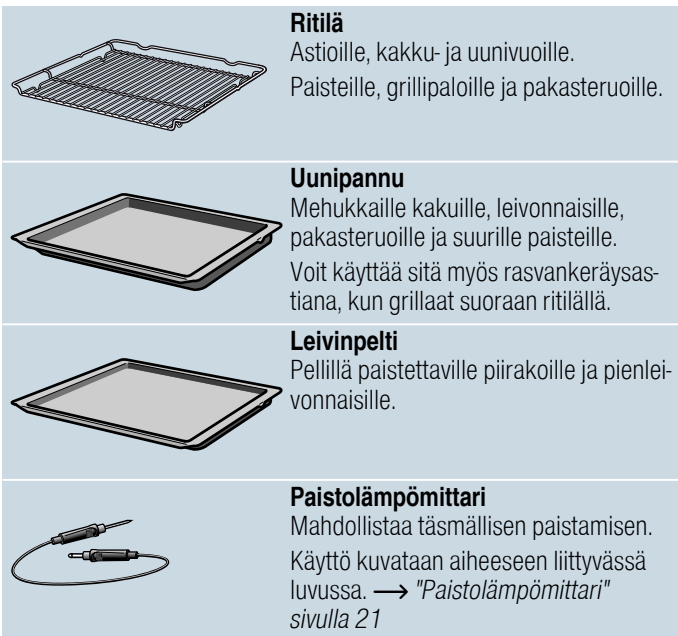 Ritilä
Astioille, kakku- ja uunivuoille.
Paisteille, grillipaloille ja pakasteruoille.
Uunipannu
Mehukkaille kakuille, leivonnaisille,
pakasteruoille ja suurille paisteille.
Voit käyttää sitä myös rasvankeräysas-
tiana, kun grillaat suoraan ritilällä.
Leivinpelti
Pellillä paistettaville piirakoille ja pienlei-
vonnaisille.
Paistolämpömittari
Mahdollistaa täsmällisen paistamisen.
Käyttö kuvataan aiheeseen liittyvässä
luvussa. → "Paistolämpömittari"
sivulla 21